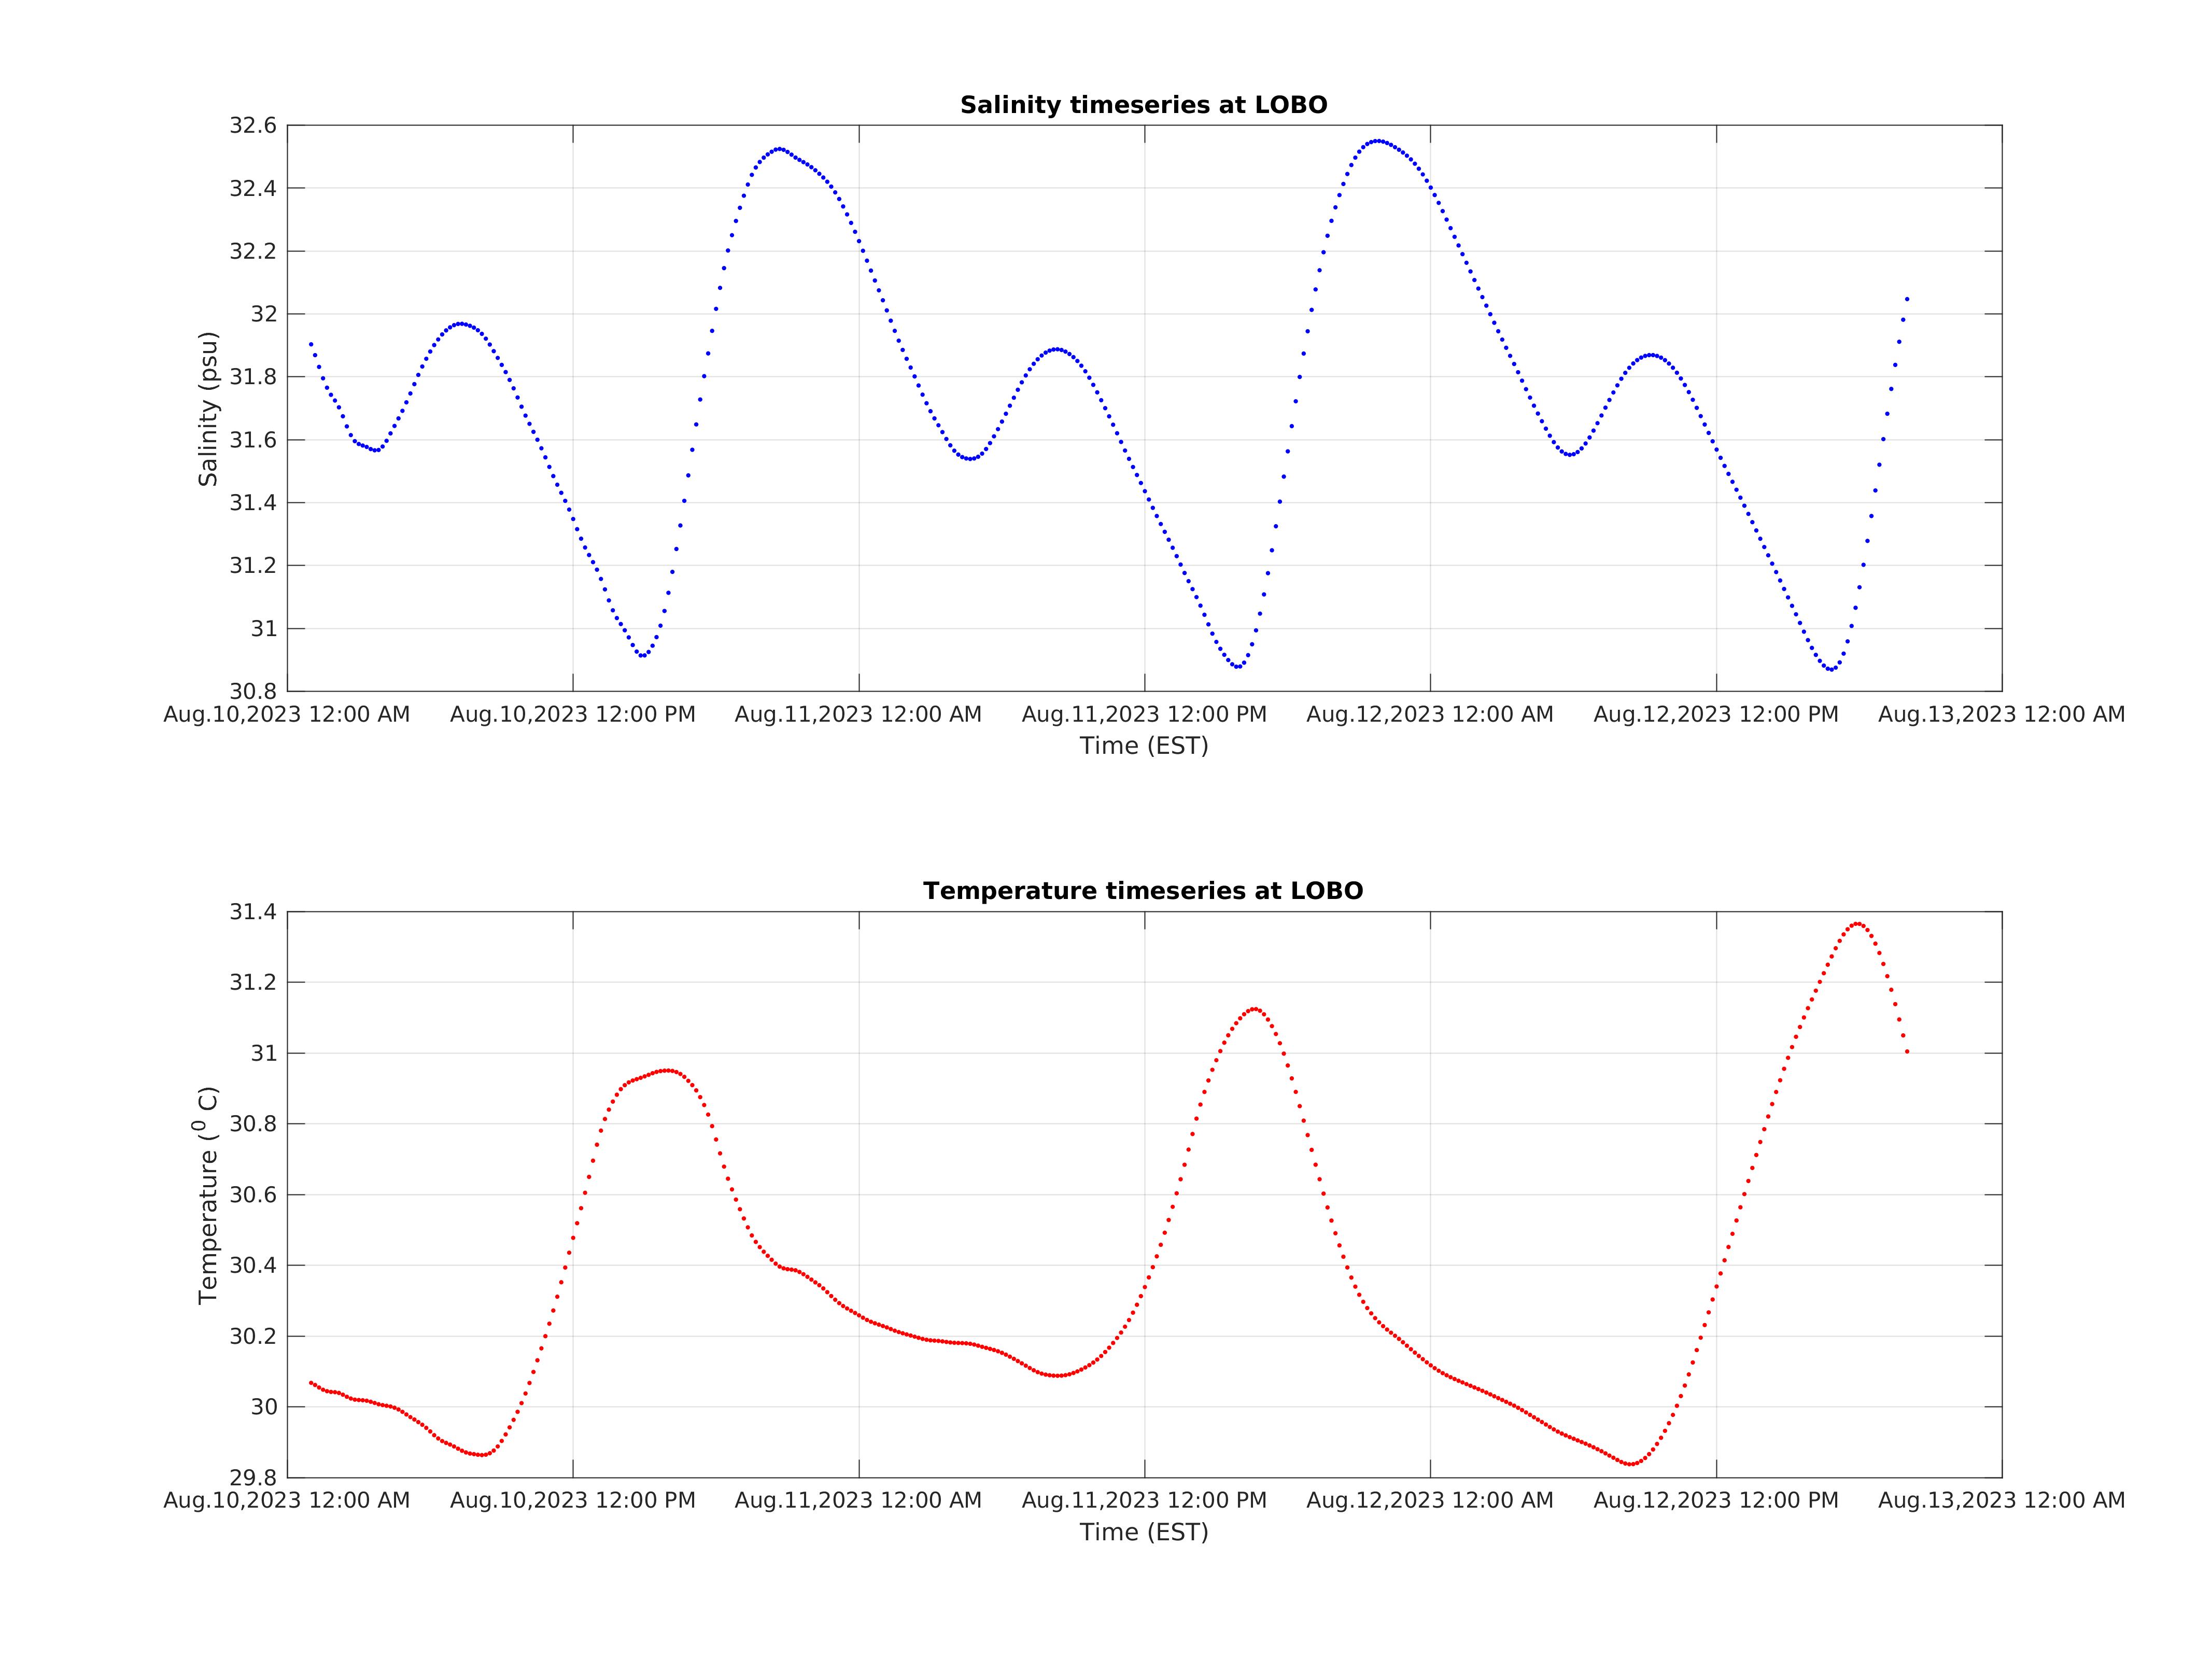 Salinity timeseries at LOBO
32.6
32.4
32.2
32
31.8
31.6
31.4
31.2
31
30.8
Salinity (psu)
Aug.10,2023 12:00 AM Aug.10,2023 12:00 PM Aug.11,2023 12:00 AM Aug.11,2023 12:00 PM Aug.12,2023 12:00 AM Aug.12,2023 12:00 PM Aug.13,2023 12:00 AM
Time (EST)
Temperature timeseries at LOBO
31.4
31.2
31
30.8
30.6
30.4
30.2
30
29.8
Temperature (⁰ C)
Aug.10,2023 12:00 AM Aug.10,2023 12:00 PM Aug.11,2023 12:00 AM Aug.11,2023 12:00 PM Aug.12,2023 12:00 AM Aug.12,2023 12:00 PM Aug.13,2023 12:00 AM
Time (EST)